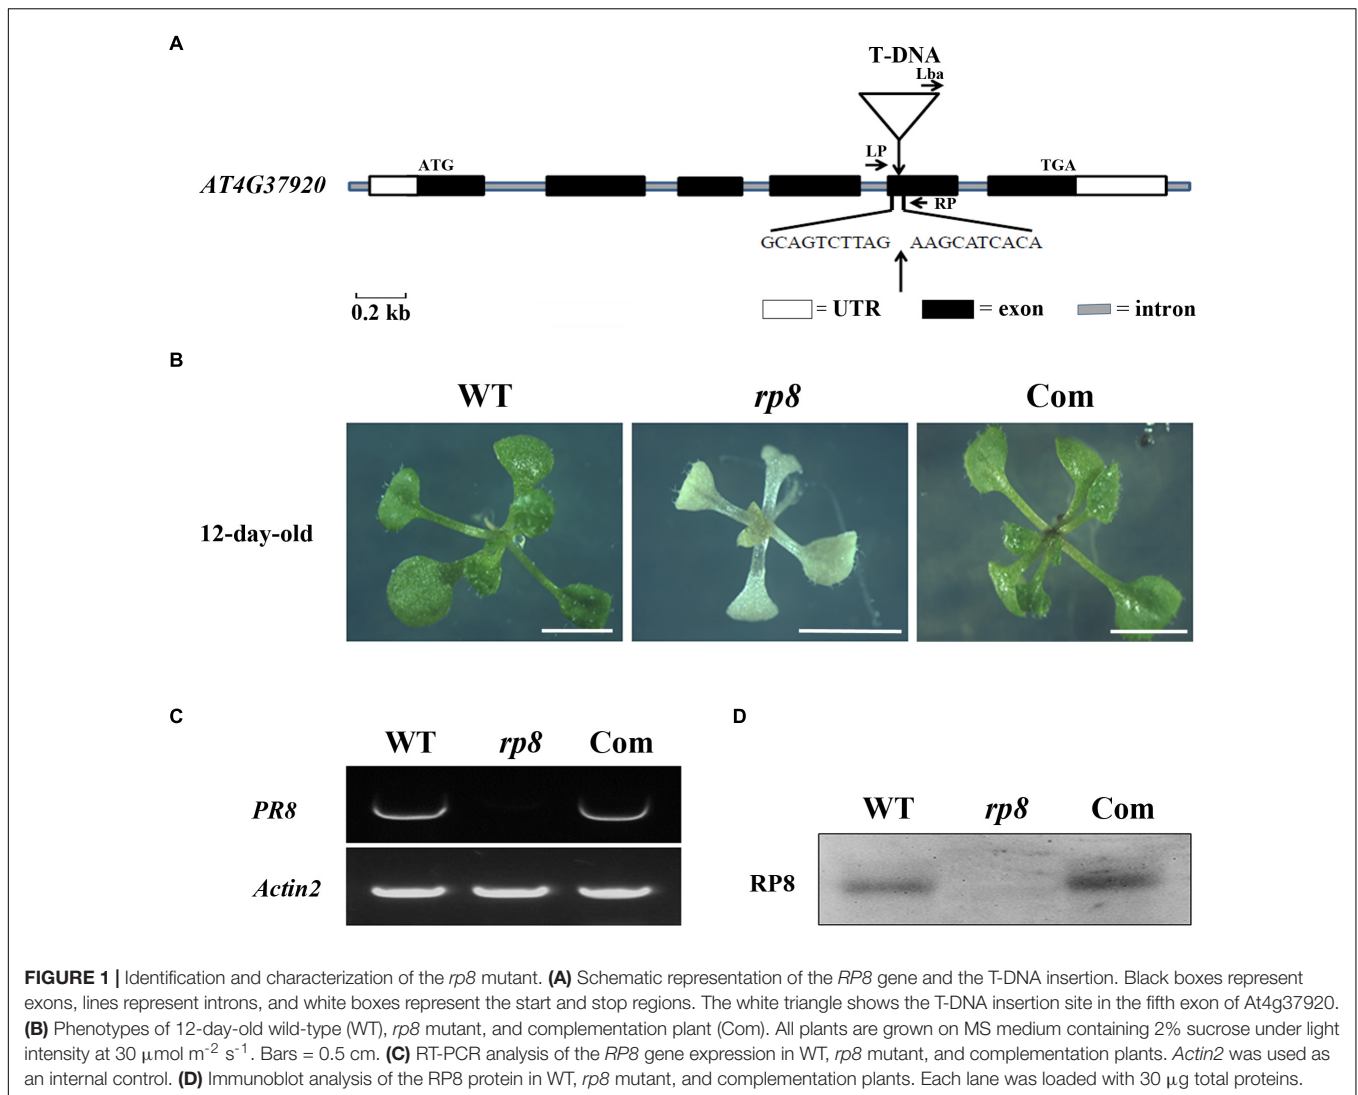 A
T-DNA
Lba
LP
ATG
TGA
AT4G37920
RP
GCAGTCTTAG AAGCATCACA
0.2 kb
= UTR
= exon
= intron
B
WT rp8 Com
12-day-old
C
WT rp8 Com
PR8
Actin2
D
WT rp8 Com
RP8
FIGURE 1 | Identification and characterization of the rp8 mutant. (A) Schematic representation of the RP8 gene and the T-DNA insertion. Black boxes represent
exons, lines represent introns, and white boxes represent the start and stop regions. The white triangle shows the T-DNA insertion site in the fifth exon of At4g37920.
(B) Phenotypes of 12-day-old wild-type (WT), rp8 mutant, and complementation plant (Com). All plants are grown on MS medium containing 2% sucrose under light
intensity at 30 μmol m⁻² s⁻¹. Bars = 0.5 cm. (C) RT-PCR analysis of the RP8 gene expression in WT, rp8 mutant, and complementation plants. Actin2 was used as
an internal control. (D) Immunoblot analysis of the RP8 protein in WT, rp8 mutant, and complementation plants. Each lane was loaded with 30 μg total proteins.